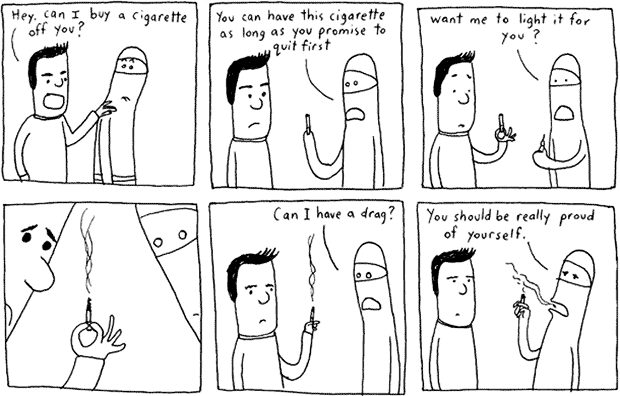 Hey, can I buy a cigarette
off you?
You can have this cigarette
as long as you promise to
quit first
want me to light it for
you?
Can I have a drag?
You should be really proud
of yourself.